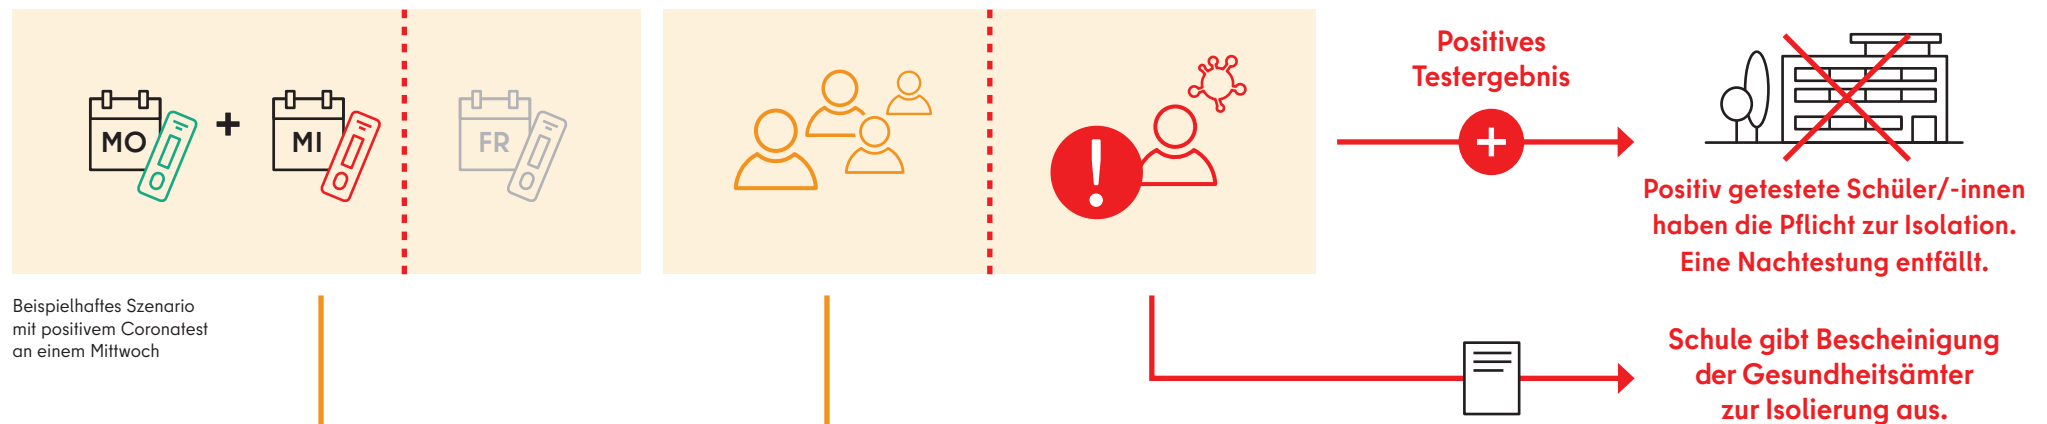 MO
+
MI
FR
Beispielhaftes Szenario
mit positivem Coronatest
an einem Mittwoch
!
Positives
Testergebnis
+
Positiv getestete Schüler/-innen
haben die Pflicht zur Isolation.
Eine Nachtestung entfällt.
Schule gibt Bescheinigung
der Gesundheitsämter
zur Isolierung aus.